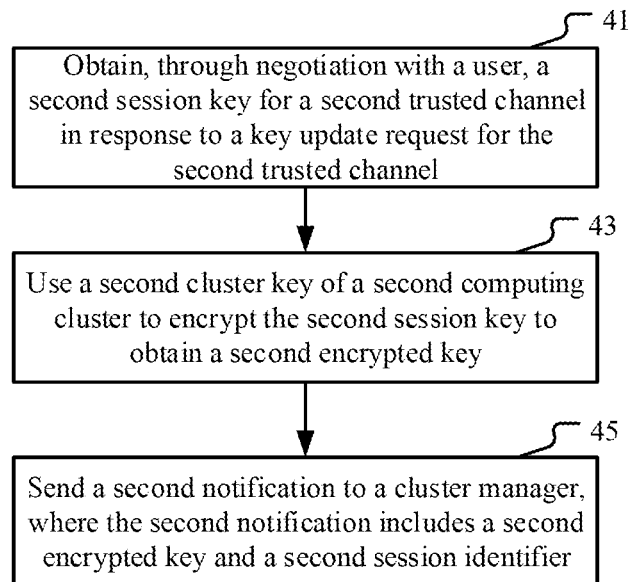 41
Obtain, through negotiation with a user, a
second session key for a second trusted channel
in response to a key update request for the
second trusted channel
43
Use a second cluster key of a second computing
cluster to encrypt the second session key to
obtain a second encrypted key
45
Send a second notification to a cluster manager,
where the second notification includes a second
encrypted key and a second session identifier